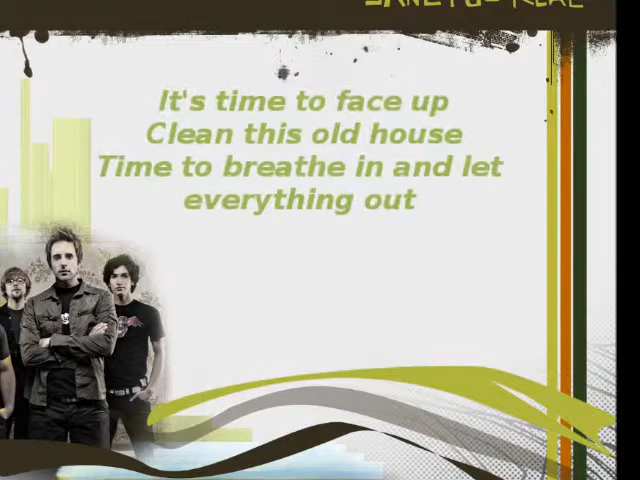 It's time to face up
Clean this old house
Time to breathe in and let
everything out